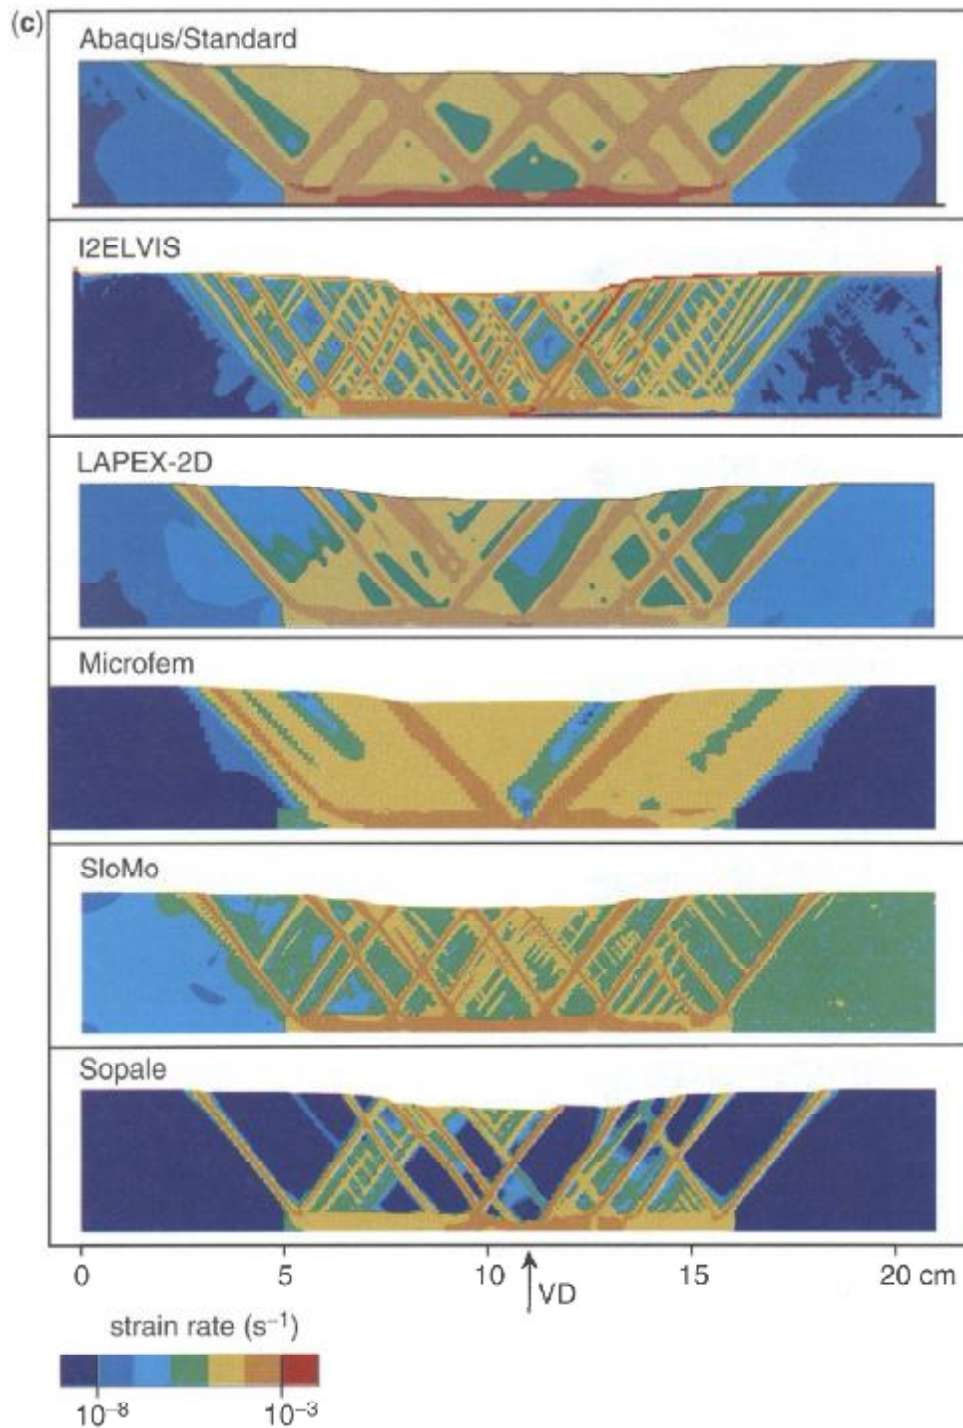 (c)
Abaqus/Standard
I2ELVIS
LAPEX-2D
Microfem
SloMo
Sopale
0 5 10 15 20 cm
VD
strain rate (s⁻¹)
10⁻⁸ 10⁻³